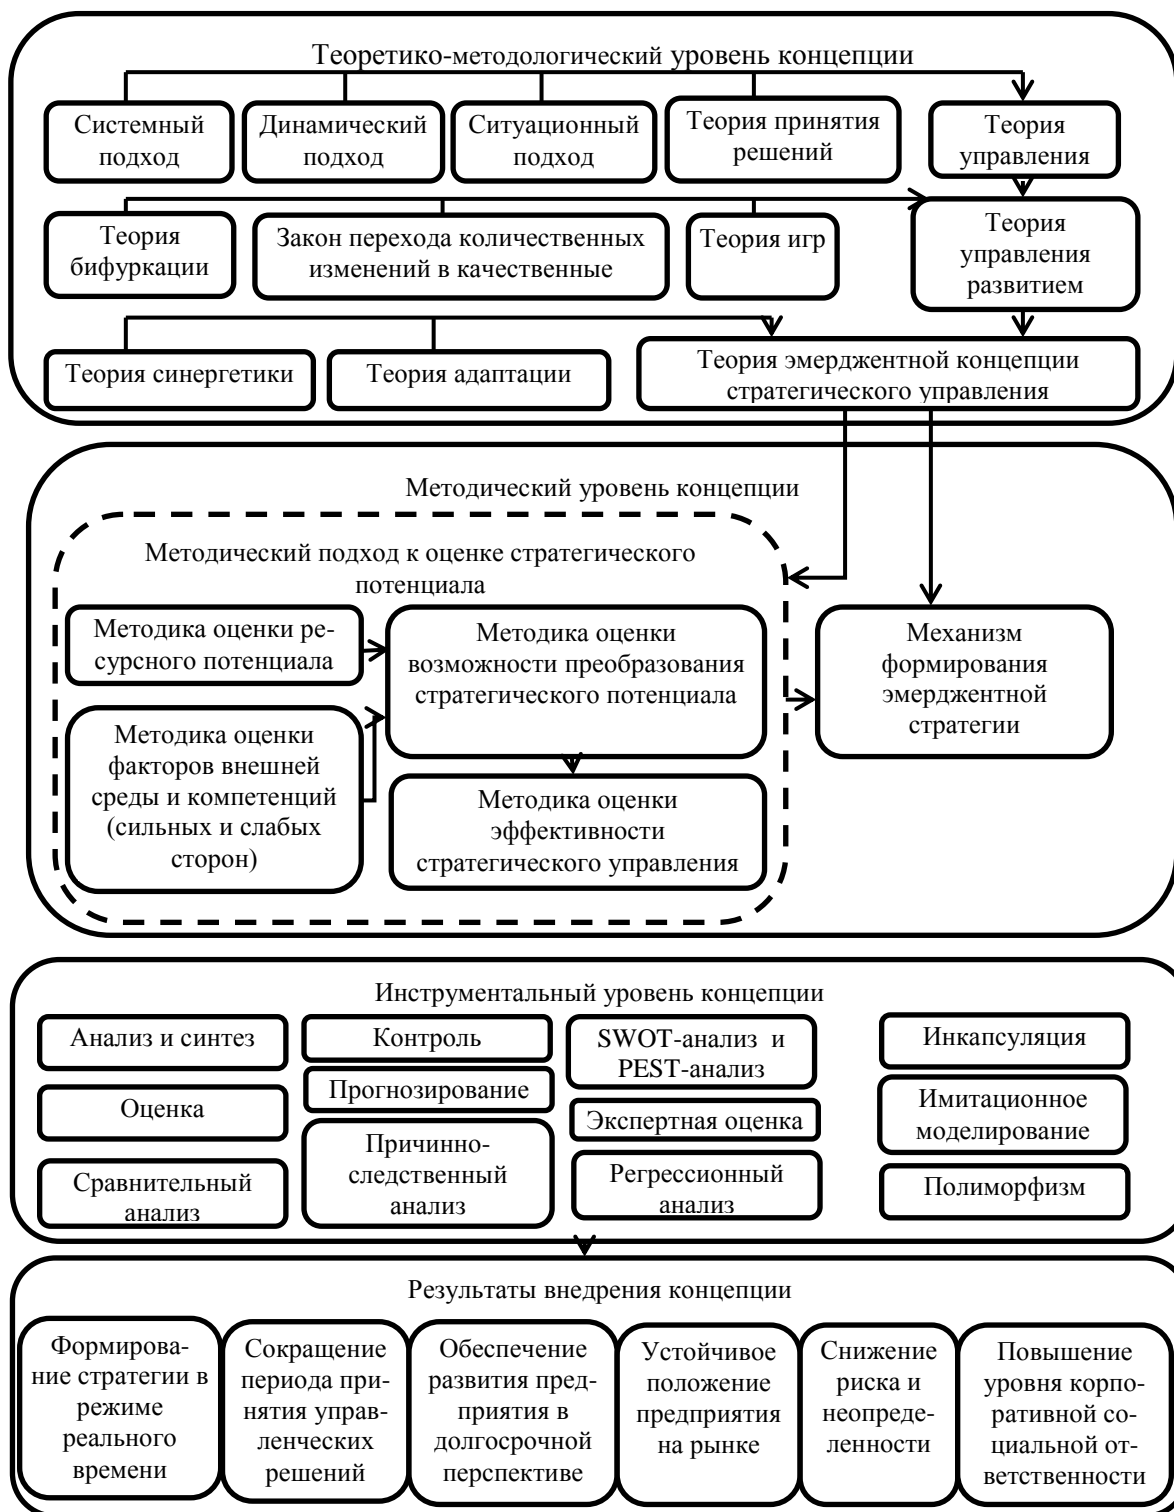 Теоретико-методологический уровень концепции
Системный
подход
Динамический
подход
Ситуационный
подход
Теория принятия
решений
Теория
управления
Теория
бифуркации
Закон перехода количественных
изменений в качественные
Теория игр
Теория
управления
развитием
Теория синергетики
Теория адаптации
Теория эмерджентной концепции
стратегического управления
Методический уровень концепции
Методический подход к оценке стратегического
потенциала
Методика оценки ре-
сурсного потенциала
Методика оценки
возможности преобразования
стратегического потенциала
Механизм
формирования
эмерджентной
стратегии
Методика оценки
факторов внешней
среды и компетенций
(сильных и слабых
сторон)
Методика оценки
эффективности
стратегического управления
Инструментальный уровень концепции
Анализ и синтез
Оценка
Сравнительный
анализ
Контроль
Прогнозирование
Причинно-
следственный
анализ
SWOT-анализ и
PEST-анализ
Экспертная оценка
Регрессионный
анализ
Инкапсуляция
Имитационное
моделирование
Полиморфизм
Результаты внедрения концепции
Формирова-
ние стратегии в
режиме
реального
времени
Сокращение
периода при-
нятия управ-
ленческих
решений
Обеспечение
развития пред-
приятия в
долгосрочной
перспективе
Устойчивое
положение
предприятия
на рынке
Снижение
риска и
неопреде-
ленности
Повышение
уровня корпо-
ративной со-
циальной от-
ветственности